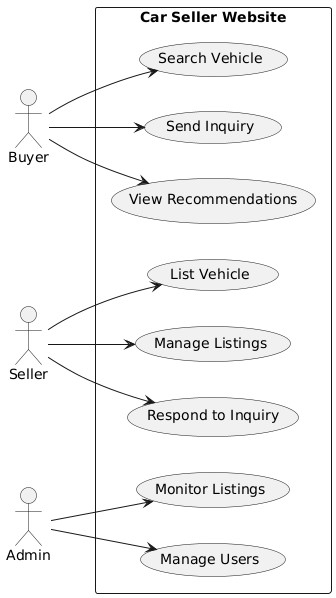 Car Seller Website
Search Vehicle
Buyer
Send Inquiry
View Recommendations
List Vehicle
Seller
Manage Listings
Respond to Inquiry
Monitor Listings
Admin
Manage Users